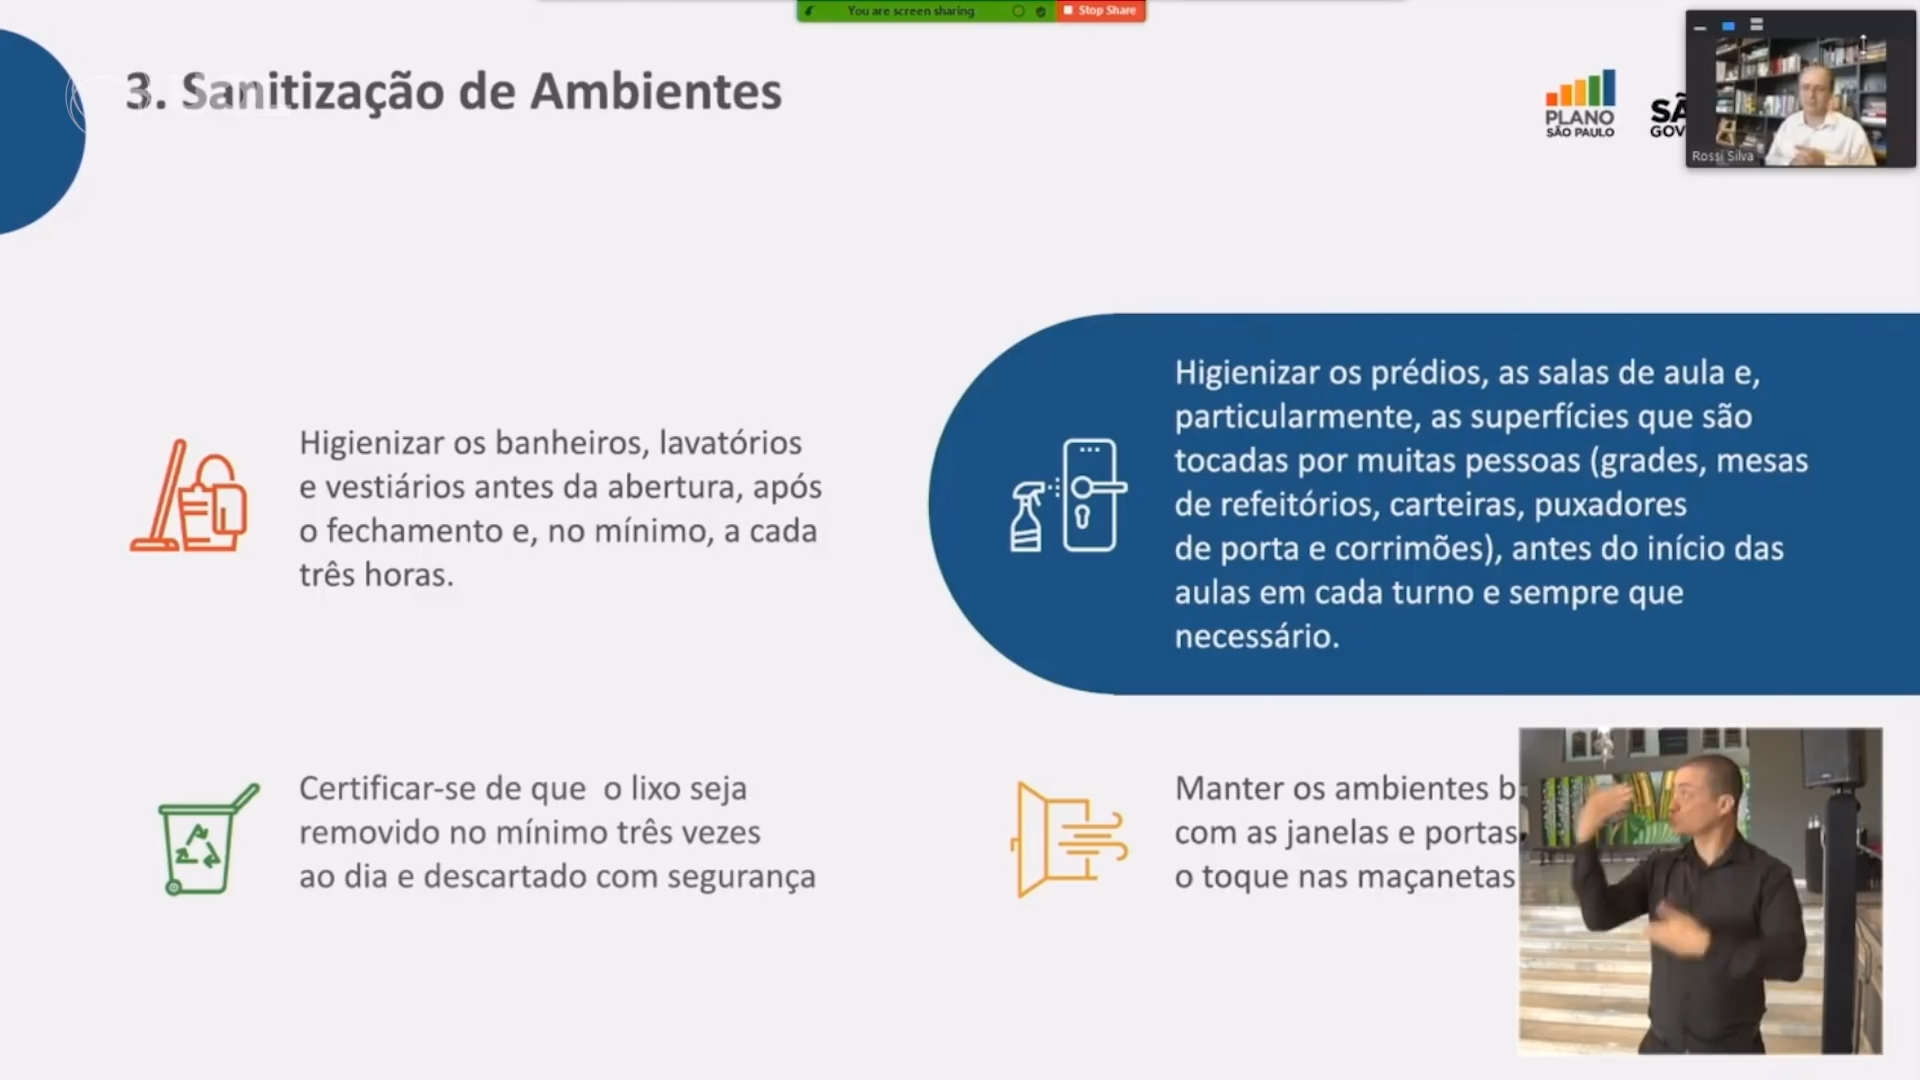 You are screen sharing
Stop Share
3. Sanitização de Ambientes
PLANO
SÃO PAULO
SÃ
GOV
Rossi Silva
Higienizar os banheiros, lavatórios
e vestiários antes da abertura, após
o fechamento e, no mínimo, a cada
três horas.
Higienizar os prédios, as salas de aula e,
particularmente, as superfícies que são
tocadas por muitas pessoas (grades, mesas
de refeitórios, carteiras, puxadores
de porta e corrimões), antes do início das
aulas em cada turno e sempre que
necessário.
Certificar-se de que  o lixo seja
removido no mínimo três vezes
ao dia e descartado com segurança
Manter os ambientes b
com as janelas e portas
o toque nas maçanetas